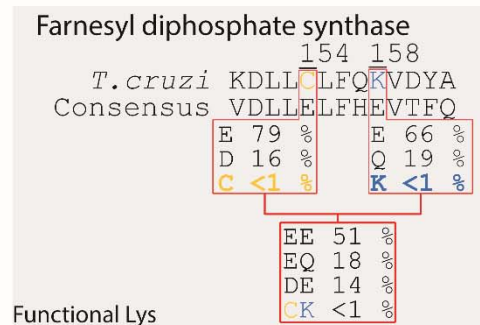 Farnesyl diphosphate synthase
154 158
T.cruzi KDLLCLFQKVDYA
Consensus VDLLELFHEVTFQ
E 79 % E 66 %
D 16 % Q 19 %
C <1 % K <1 %
EE 51 %
EQ 18 %
DE 14 %
CK <1 %
Functional Lys